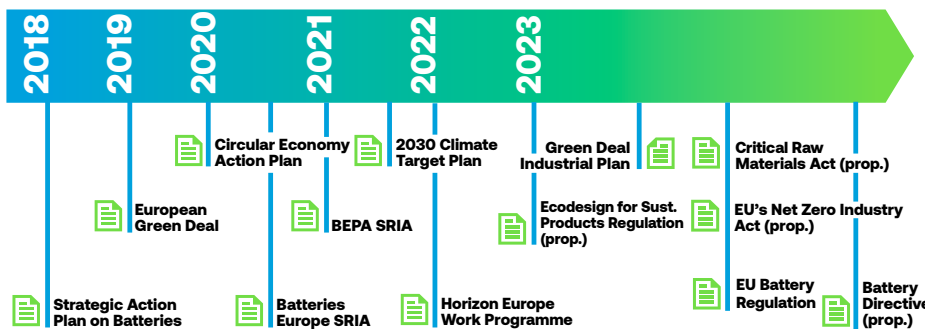 2018
2019
2020
2021
2022
2023
Circular Economy
Action Plan
2030 Climate
Target Plan
Green Deal
Industrial Plan
Critical Raw
Materials Act (prop.)
European
Green Deal
BEPA SRIA
Ecodesign for Sust.
Products Regulation
(prop.)
EU's Net Zero Industry
Act (prop.)
Strategic Action
Plan on Batteries
Batteries
Europe SRIA
Horizon Europe
Work Programme
EU Battery
Regulation
Battery
Directive
(prop.)